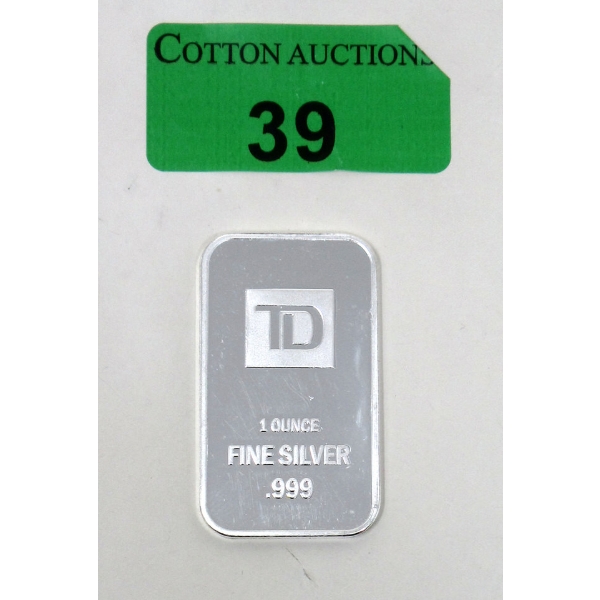 COTTON AUCTIONS
39
TD
1 OUNCE
FINE SILVER
.999